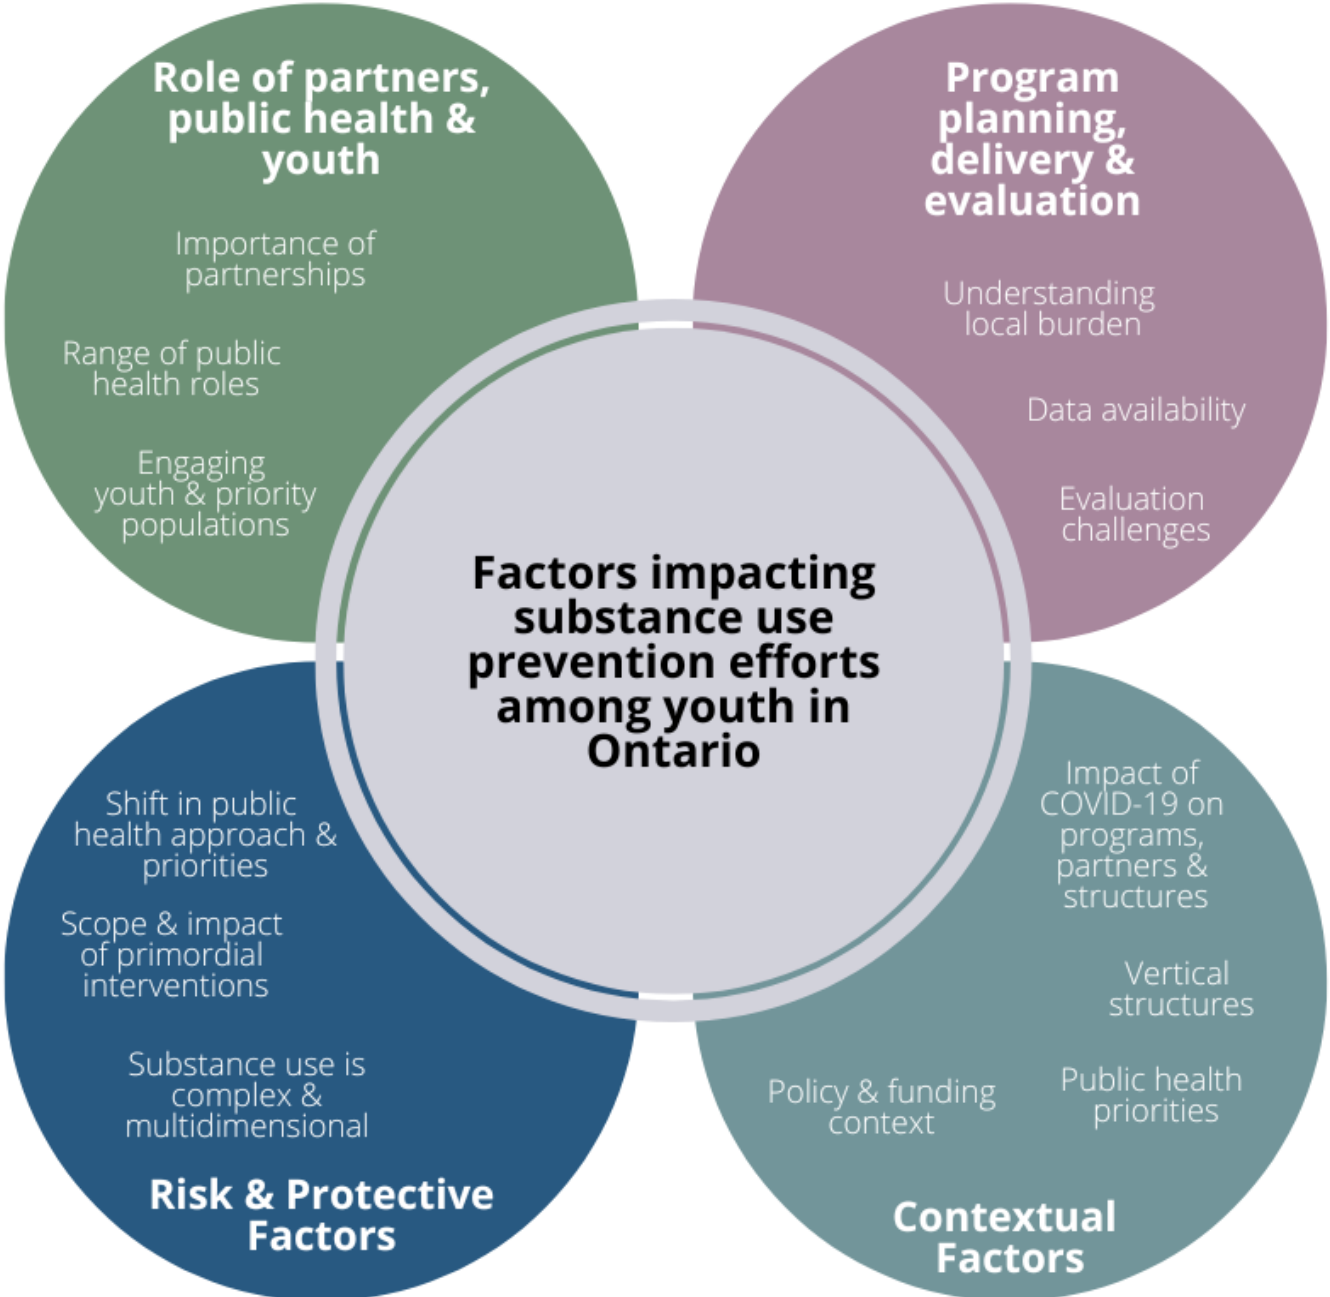 Role of partners,
public health &
youth
Importance of
partnerships
Range of public
health roles
Engaging
youth & priority
populations
Program
planning,
delivery &
evaluation
Understanding
local burden
Data availability
Evaluation
challenges
Factors impacting
substance use
prevention efforts
among youth in
Ontario
Shift in public
health approach &
priorities
Scope & impact
of primordial
interventions
Substance use is
complex &
multidimensional
Risk & Protective
Factors
Impact of
COVID-19 on
programs,
partners &
structures
Vertical
structures
Public health
priorities
Policy & funding
context
Contextual
Factors